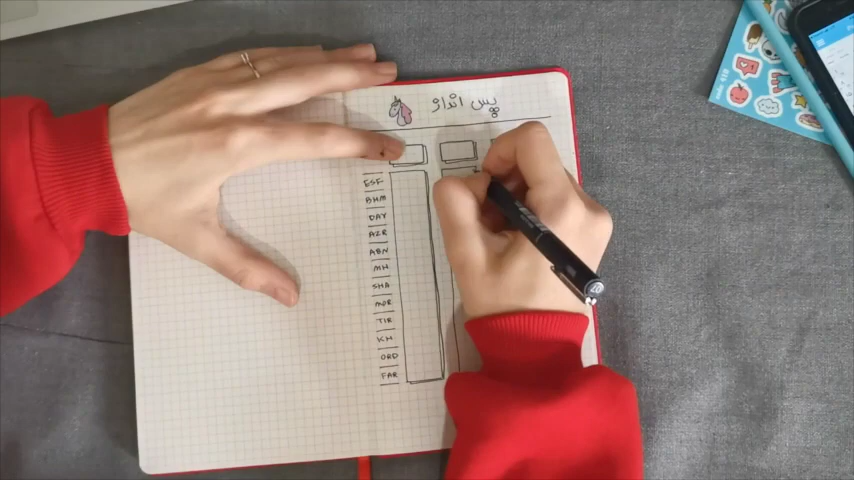 پس انداز
ESF
BHM
DAY
AZR
ABN
MH
SHA
MOR
TIR
KH
ORD
FAR